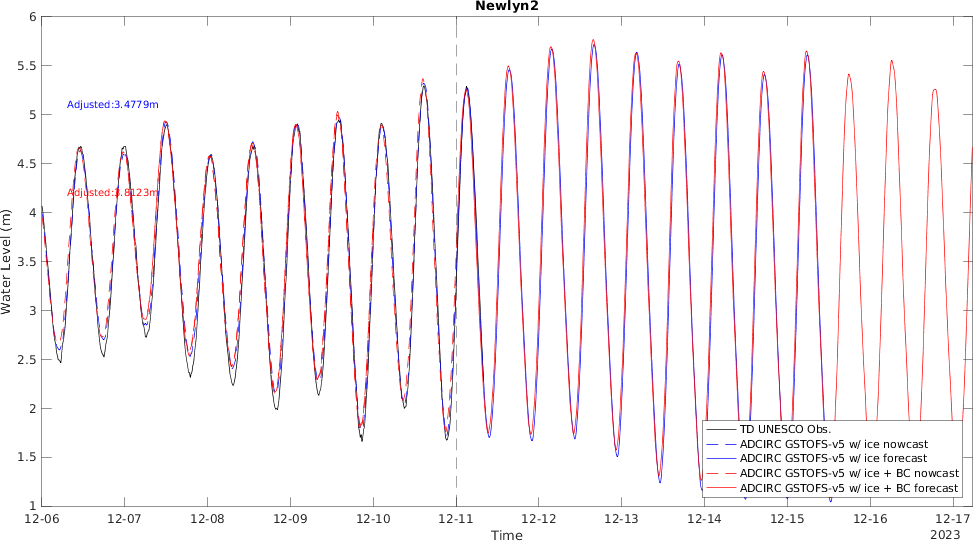 Newlyn2
6
5.5
5
4.5
4
3.5
3
2.5
2
1.5
1
Water Level (m)
Adjusted:3.4779m
Adjusted:3.8123m
TD UNESCO Obs.
ADCIRC GSTOFS-v5 w/ ice nowcast
ADCIRC GSTOFS-v5 w/ ice forecast
ADCIRC GSTOFS-v5 w/ ice + BC nowcast
ADCIRC GSTOFS-v5 w/ ice + BC forecast
12-06 12-07 12-08 12-09 12-10 12-11 12-12 12-13 12-14 12-15 12-16 12-17
Time
2023